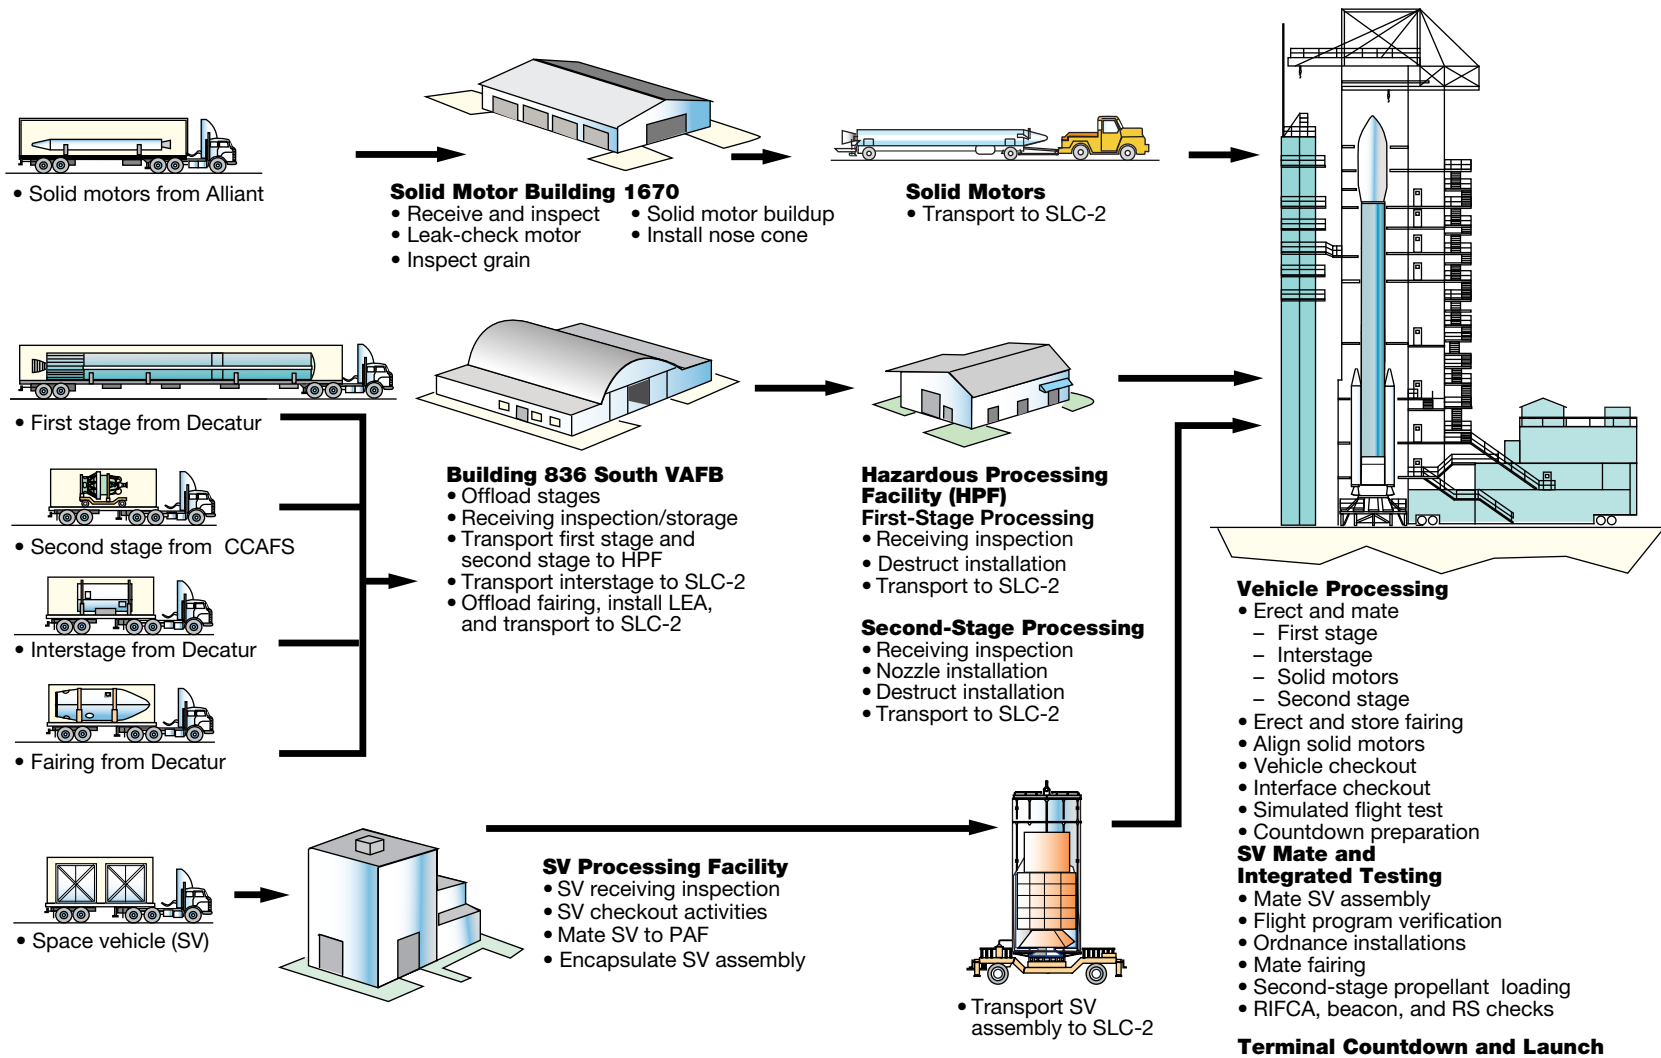 • Solid motors from Alliant
Solid Motor Building 1670
• Receive and inspect
• Leak-check motor
• Inspect grain
• Solid motor buildup
• Install nose cone
Solid Motors
• Transport to SLC-2
• First stage from Decatur
• Second stage from CCAFS
• Interstage from Decatur
• Fairing from Decatur
Building 836 South VAFB
• Offload stages
• Receiving inspection/storage
• Transport first stage and
second stage to HPF
• Transport interstage to SLC-2
• Offload fairing, install LEA,
and transport to SLC-2
Hazardous Processing
Facility (HPF)
First-Stage Processing
• Receiving inspection
• Destruct installation
• Transport to SLC-2
Second-Stage Processing
• Receiving inspection
• Nozzle installation
• Destruct installation
• Transport to SLC-2
• Space vehicle (SV)
SV Processing Facility
• SV receiving inspection
• SV checkout activities
• Mate SV to PAF
• Encapsulate SV assembly
• Transport SV
assembly to SLC-2
Vehicle Processing
• Erect and mate
– First stage
– Interstage
– Solid motors
– Second stage
• Erect and store fairing
• Align solid motors
• Vehicle checkout
• Interface checkout
• Simulated flight test
• Countdown preparation
SV Mate and
Integrated Testing
• Mate SV assembly
• Flight program verification
• Ordnance installations
• Mate fairing
• Second-stage propellant loading
• RIFCA, beacon, and RS checks
Terminal Countdown and Launch